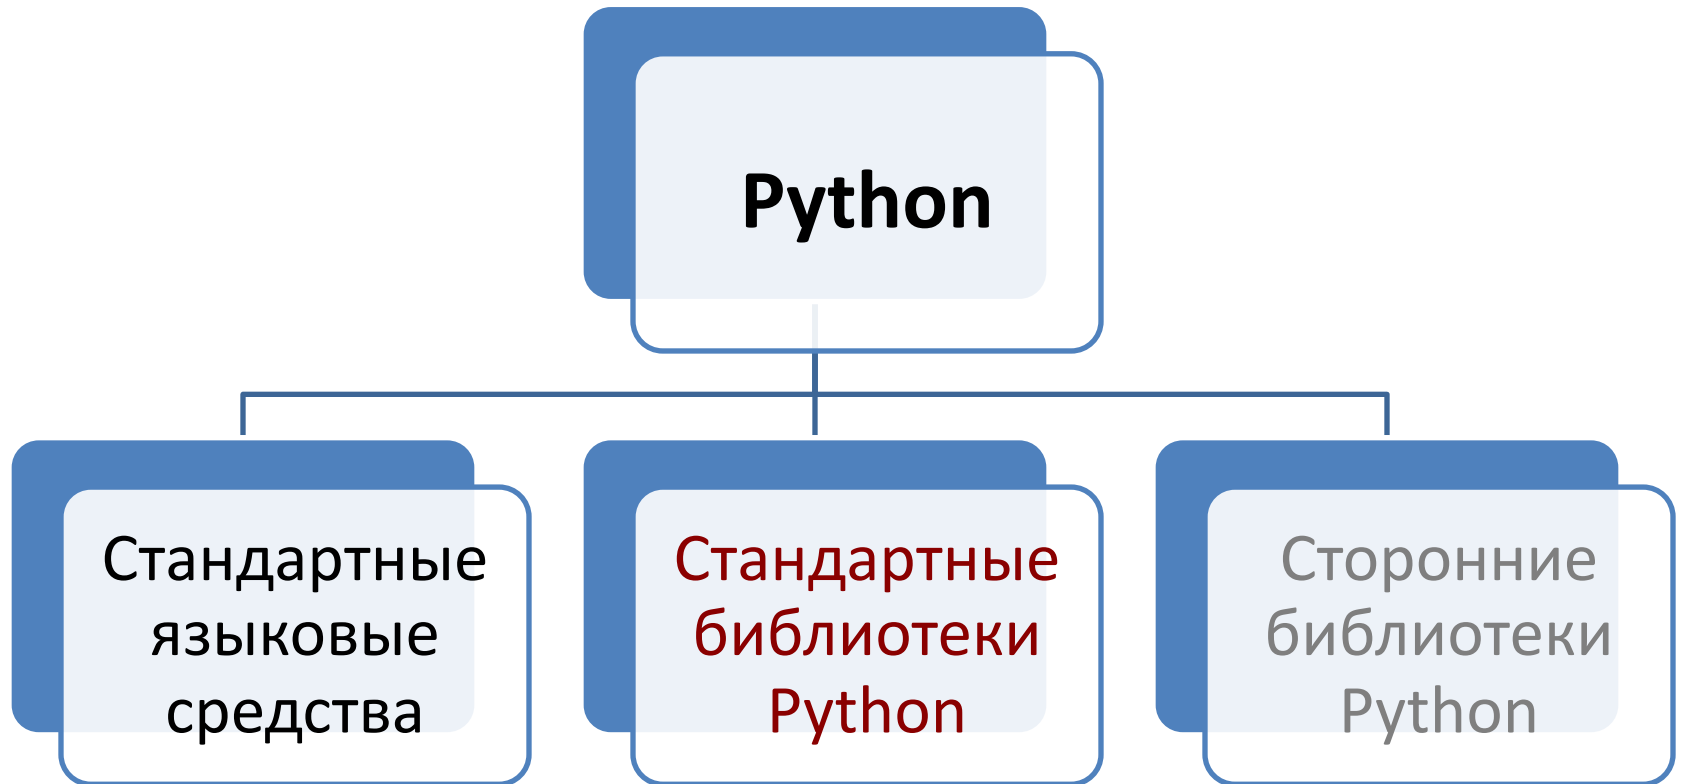 Python
Стандартные
языковые
средства
Стандартные
библиотеки
Python
Сторонние
библиотеки
Python